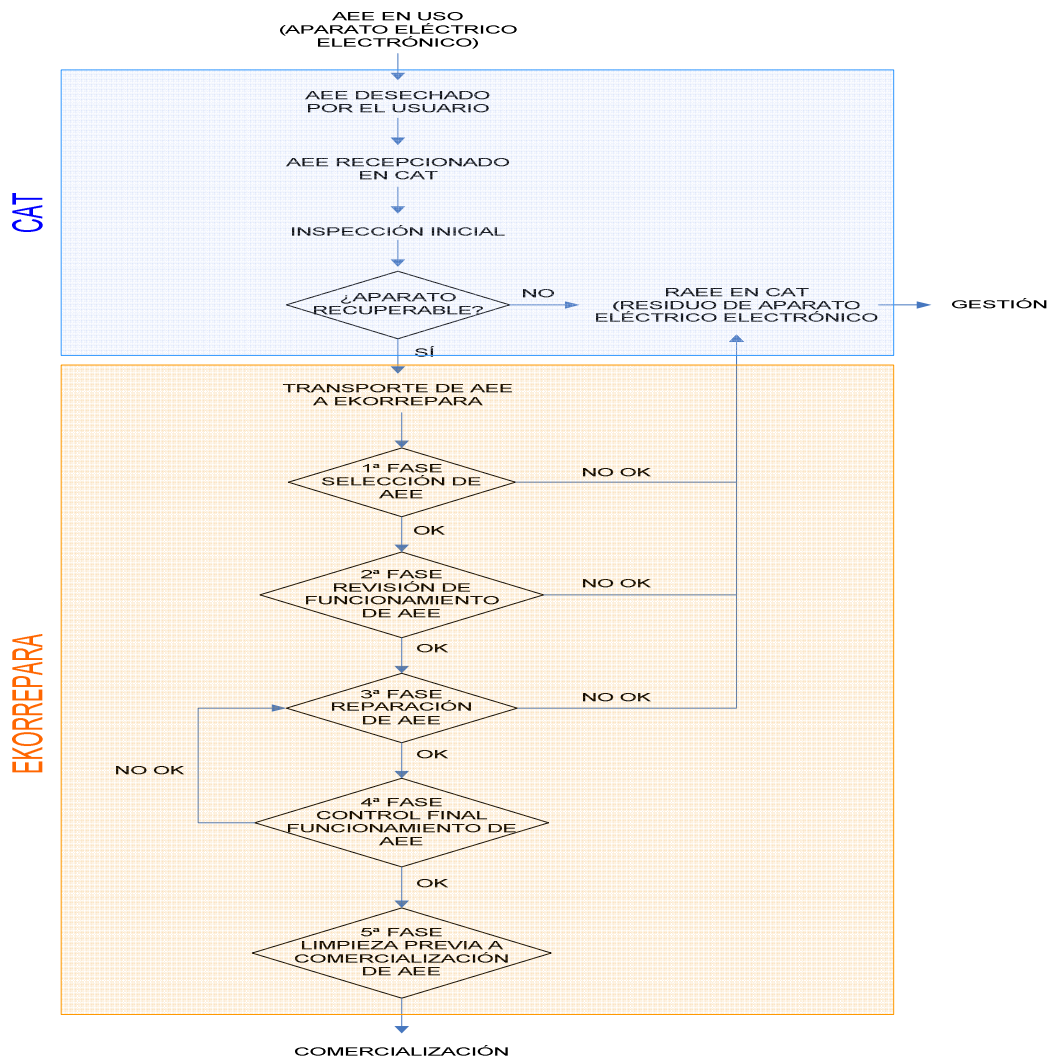 AEE EN USO
(APARATO ELÉCTRICO
ELECTRÓNICO)
CAT
AEE DESECHADO
POR EL USUARIO
AEE RECEPCIONADO
EN CAT
INSPECCIÓN INICIAL
¿APARATO
RECUPERABLE?
NO
RAEE EN CAT
(RESIDUO DE APARATO
ELÉCTRICO ELECTRÓNICO
GESTIÓN
SÍ
EKORREPARA
TRANSPORTE DE AEE
A EKORREPARA
1ª FASE
SELECCIÓN DE
AEE
NO OK
OK
2ª FASE
REVISIÓN DE
FUNCIONAMIENTO
DE AEE
NO OK
OK
3ª FASE
REPARACIÓN
DE AEE
NO OK
OK
NO OK
4ª FASE
CONTROL FINAL
FUNCIONAMIENTO DE
AEE
OK
5ª FASE
LIMPIEZA PREVIA A
COMERCIALIZACIÓN
DE AEE
COMERCIALIZACIÓN